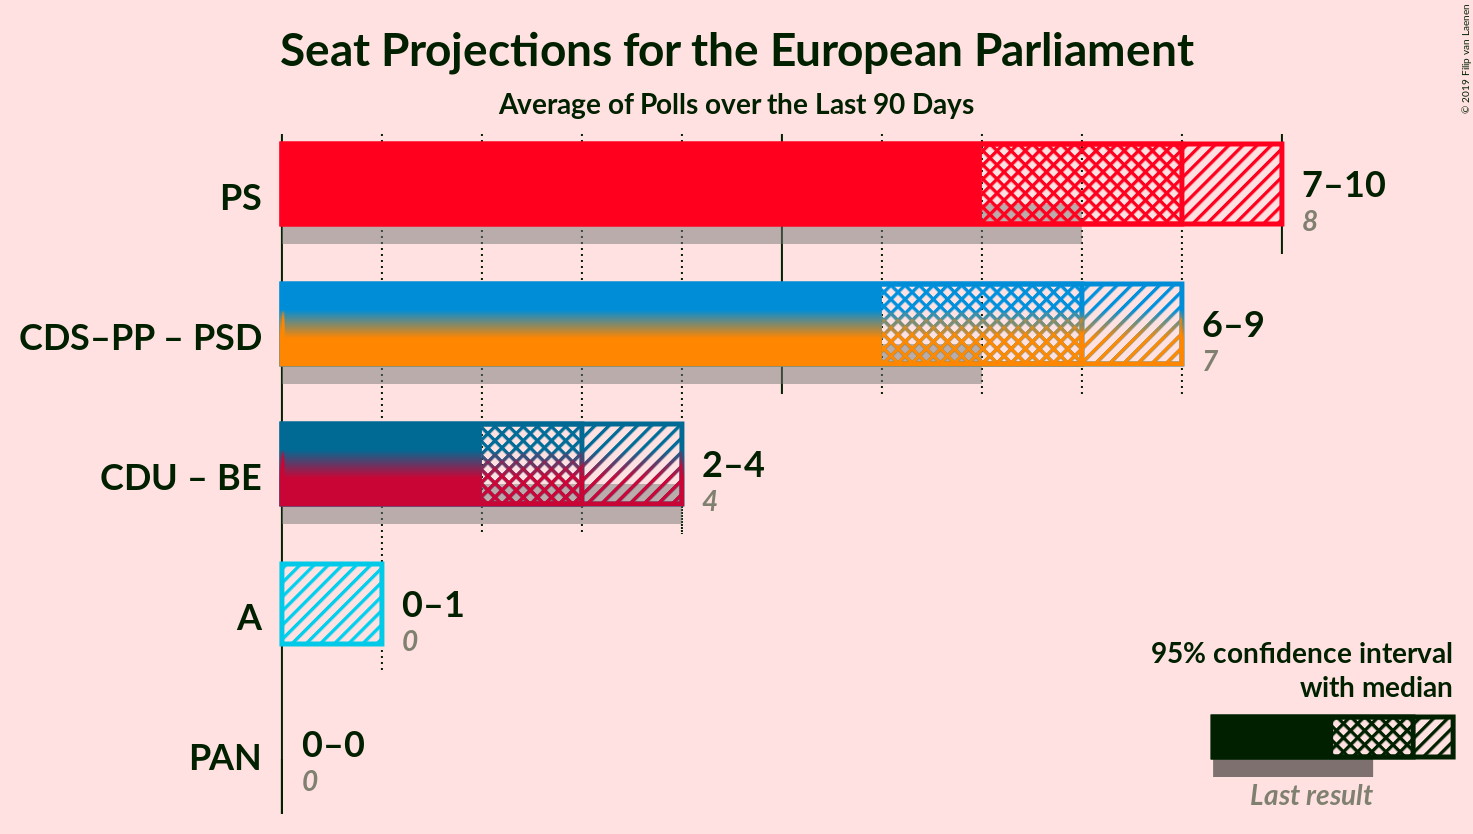 Seat Projections for the European Parliament
Average of Polls over the Last 90 Days
© 2019 Filip van Laenen
PS
7–10
8
CDS–PP – PSD
6–9
7
CDU – BE
2–4
4
A
0–1
0
PAN
0–0
0
95% confidence interval
with median
Last result